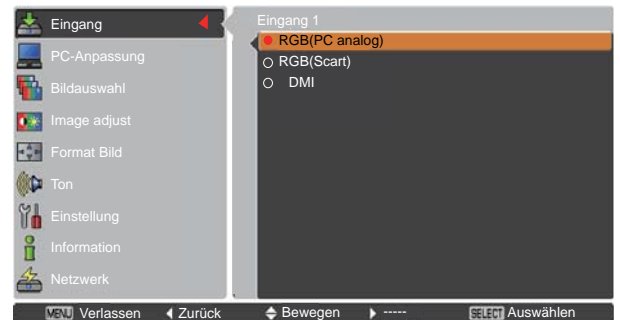 Eingang
PC-Anpassung
Bildauswahl
Image adjust
Format Bild
Ton
Einstellung
Information
Netzwerk
Eingang 1
RGB(PC analog)
RGB(Scart)
DMI
MENU Verlassen Zurück Bewegen ----- SELECT Auswählen